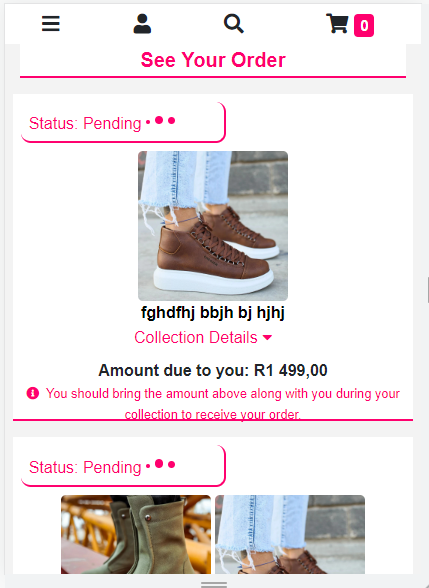 0
See Your Order
Status: Pending
fghdfhj bbjh bj hjhj
Collection Details
Amount due to you: R1 499,00
You should bring the amount above along with you during your
collection to receive your order.
Status: Pending